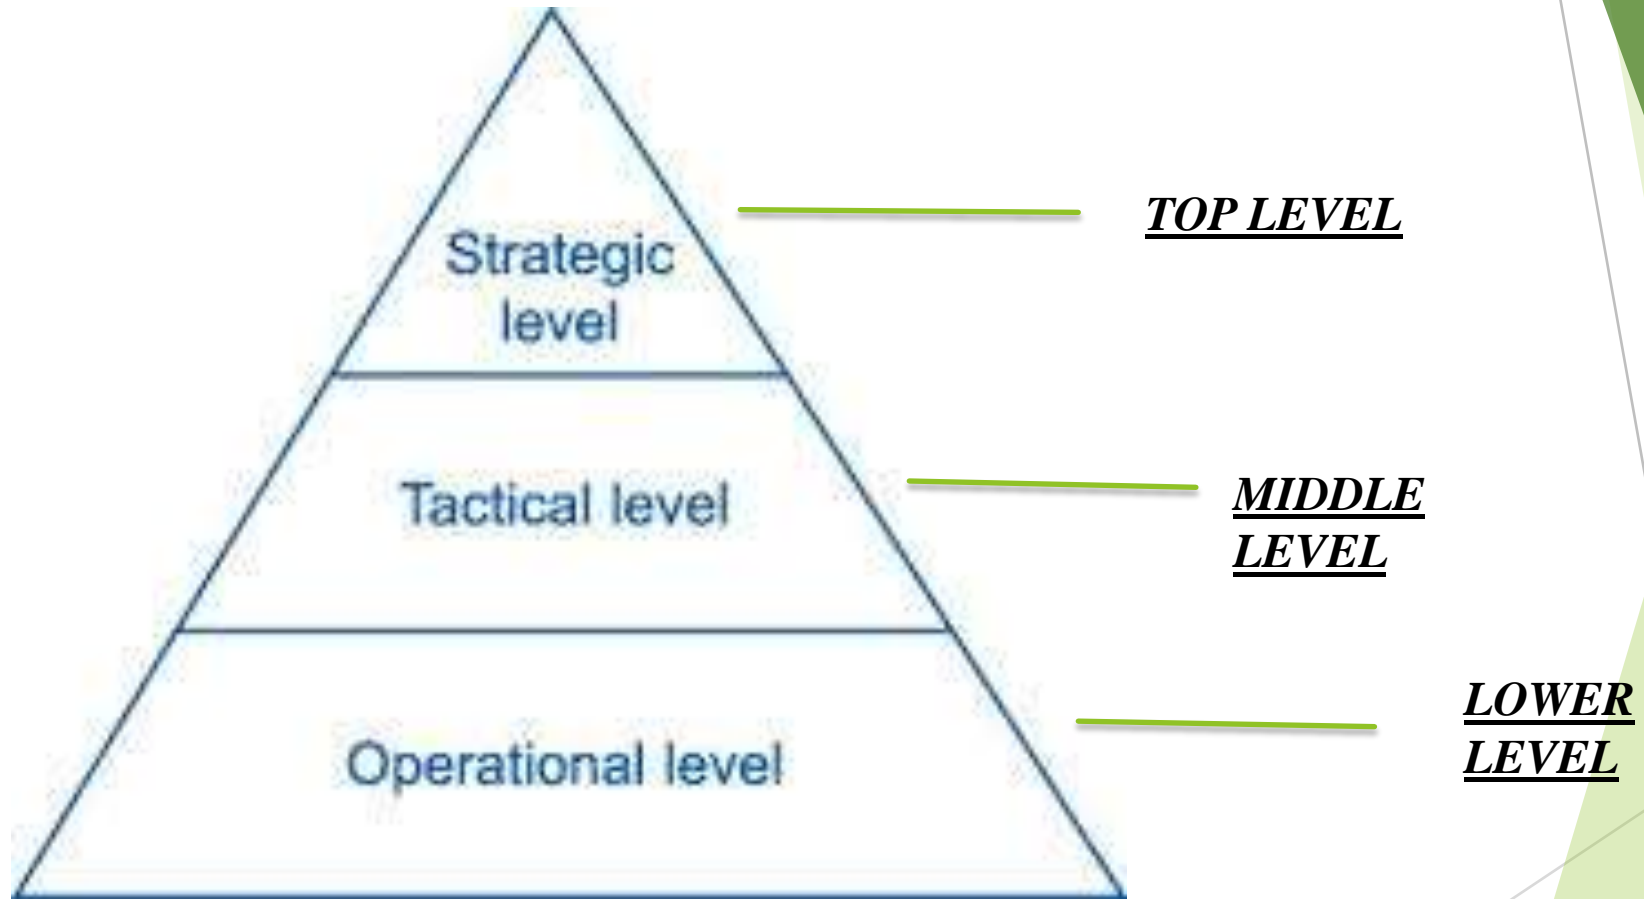 Strategic
level
TOP LEVEL
Tactical level
MIDDLE
LEVEL
Operational level
LOWER
LEVEL